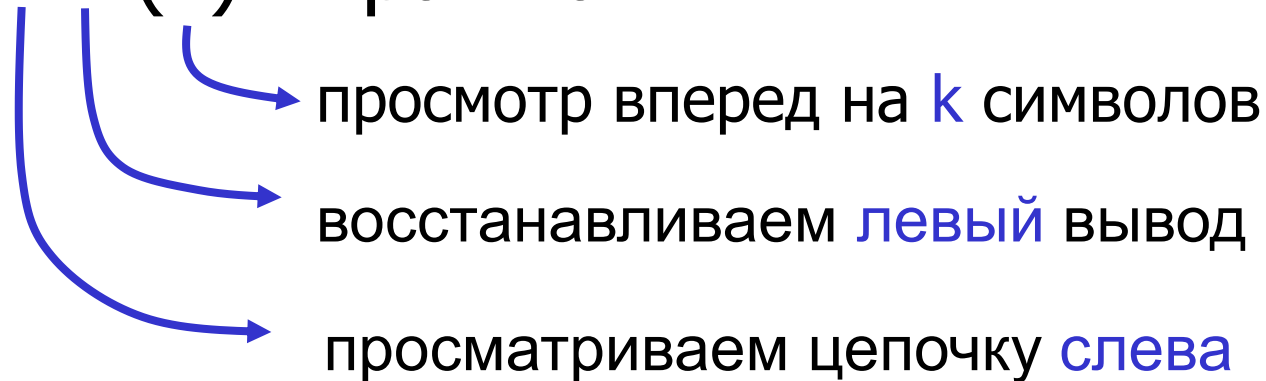 просмотр вперед на k символов
восстанавливаем левый вывод
просматриваем цепочку слева